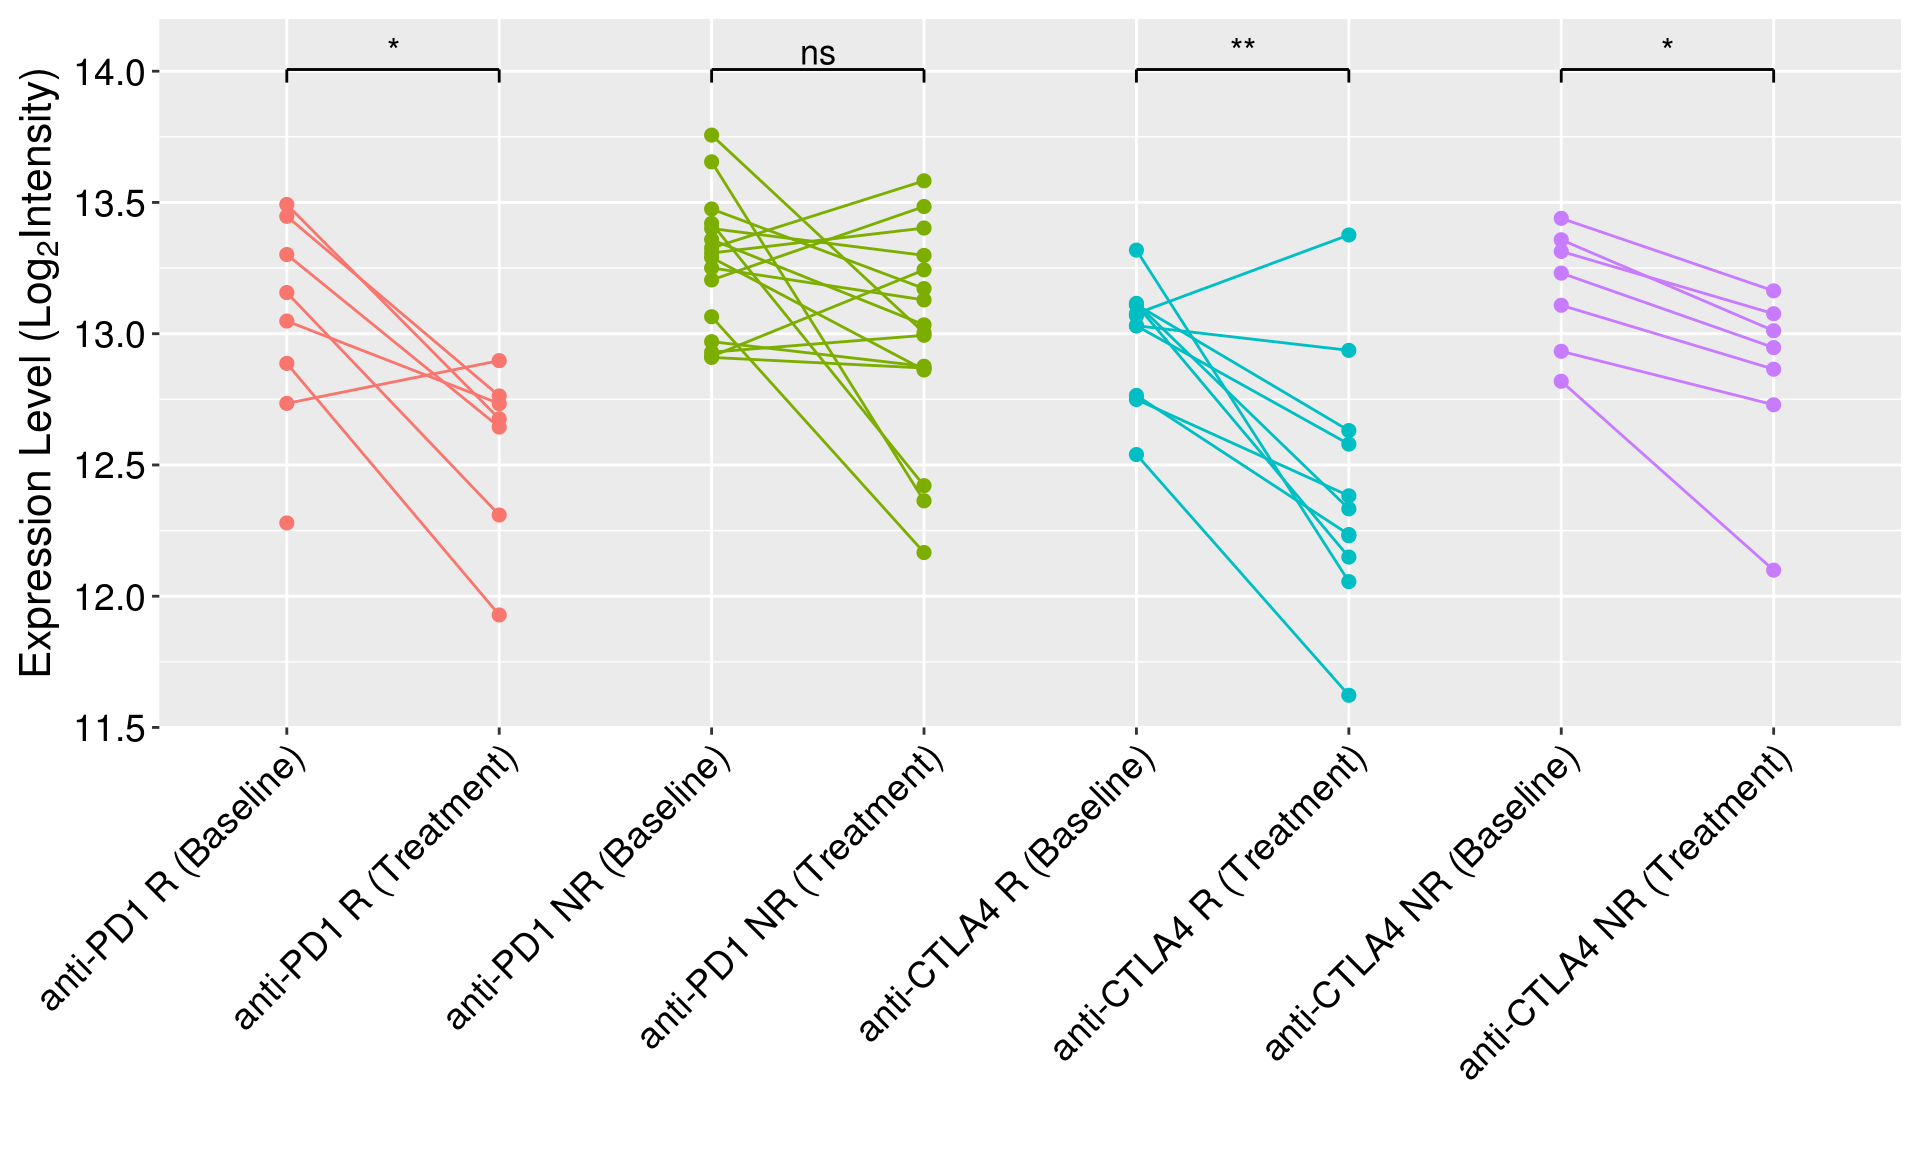 * ns ** *
Expression Level (Log2Intensity)
14.0
13.5
13.0
12.5
12.0
11.5
anti-PD1 R (Baseline)
anti-PD1 R (Treatment)
anti-PD1 NR (Baseline)
anti-PD1 NR (Treatment)
anti-CTLA4 R (Baseline)
anti-CTLA4 R (Treatment)
anti-CTLA4 NR (Baseline)
anti-CTLA4 NR (Treatment)